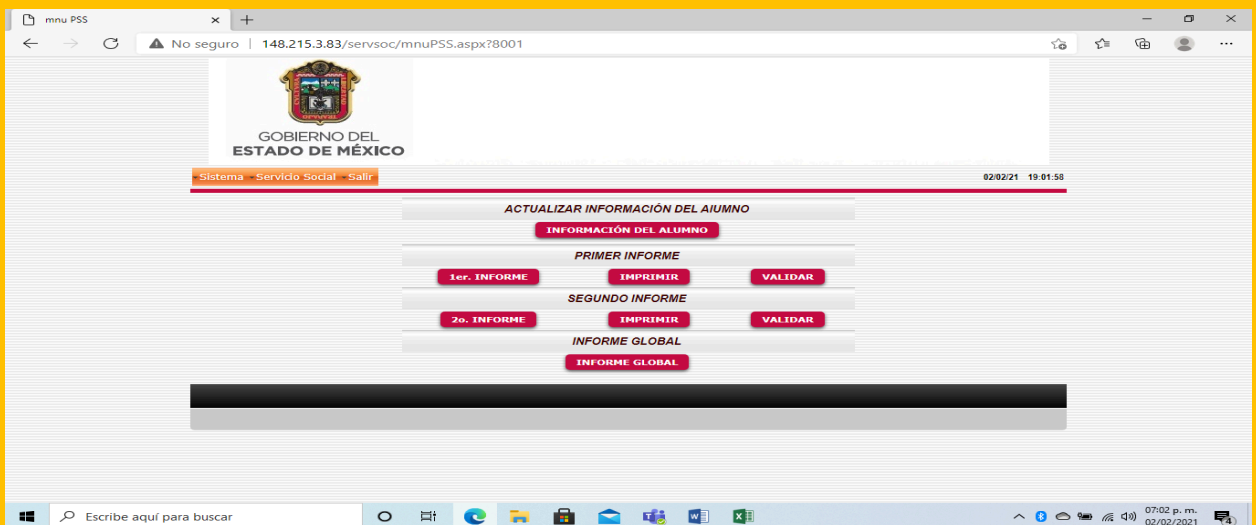 mnu PSS
No seguro | 148.215.3.83/servsoc/mnuPSS.aspx?8001
GOBIERNO DEL
ESTADO DE MÉXICO
Sistema Servicio Social Salir
02/02/21 19:01:58
ACTUALIZAR INFORMACIÓN DEL AlUMNO
INFORMACIÓN DEL ALUMNO
PRIMER INFORME
1er. INFORME IMPRIMIR VALIDAR
SEGUNDO INFORME
2o. INFORME IMPRIMIR VALIDAR
INFORME GLOBAL
INFORME GLOBAL
Escribe aquí para buscar
07:02 p. m.
02/02/2021
4